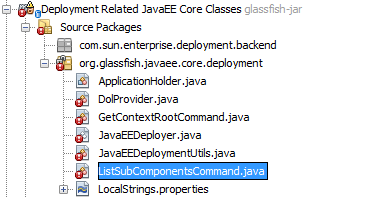 Deployment Related JavaEE Core Classes glassfish-jar
Source Packages
com.sun.enterprise.deployment.backend
org.glassfish.javaee.core.deployment
ApplicationHolder.java
DolProvider.java
GetContextRootCommand.java
JavaEEDeployer.java
JavaEEDeploymentUtils.java
ListSubComponentsCommand.java
LocalStrings.properties